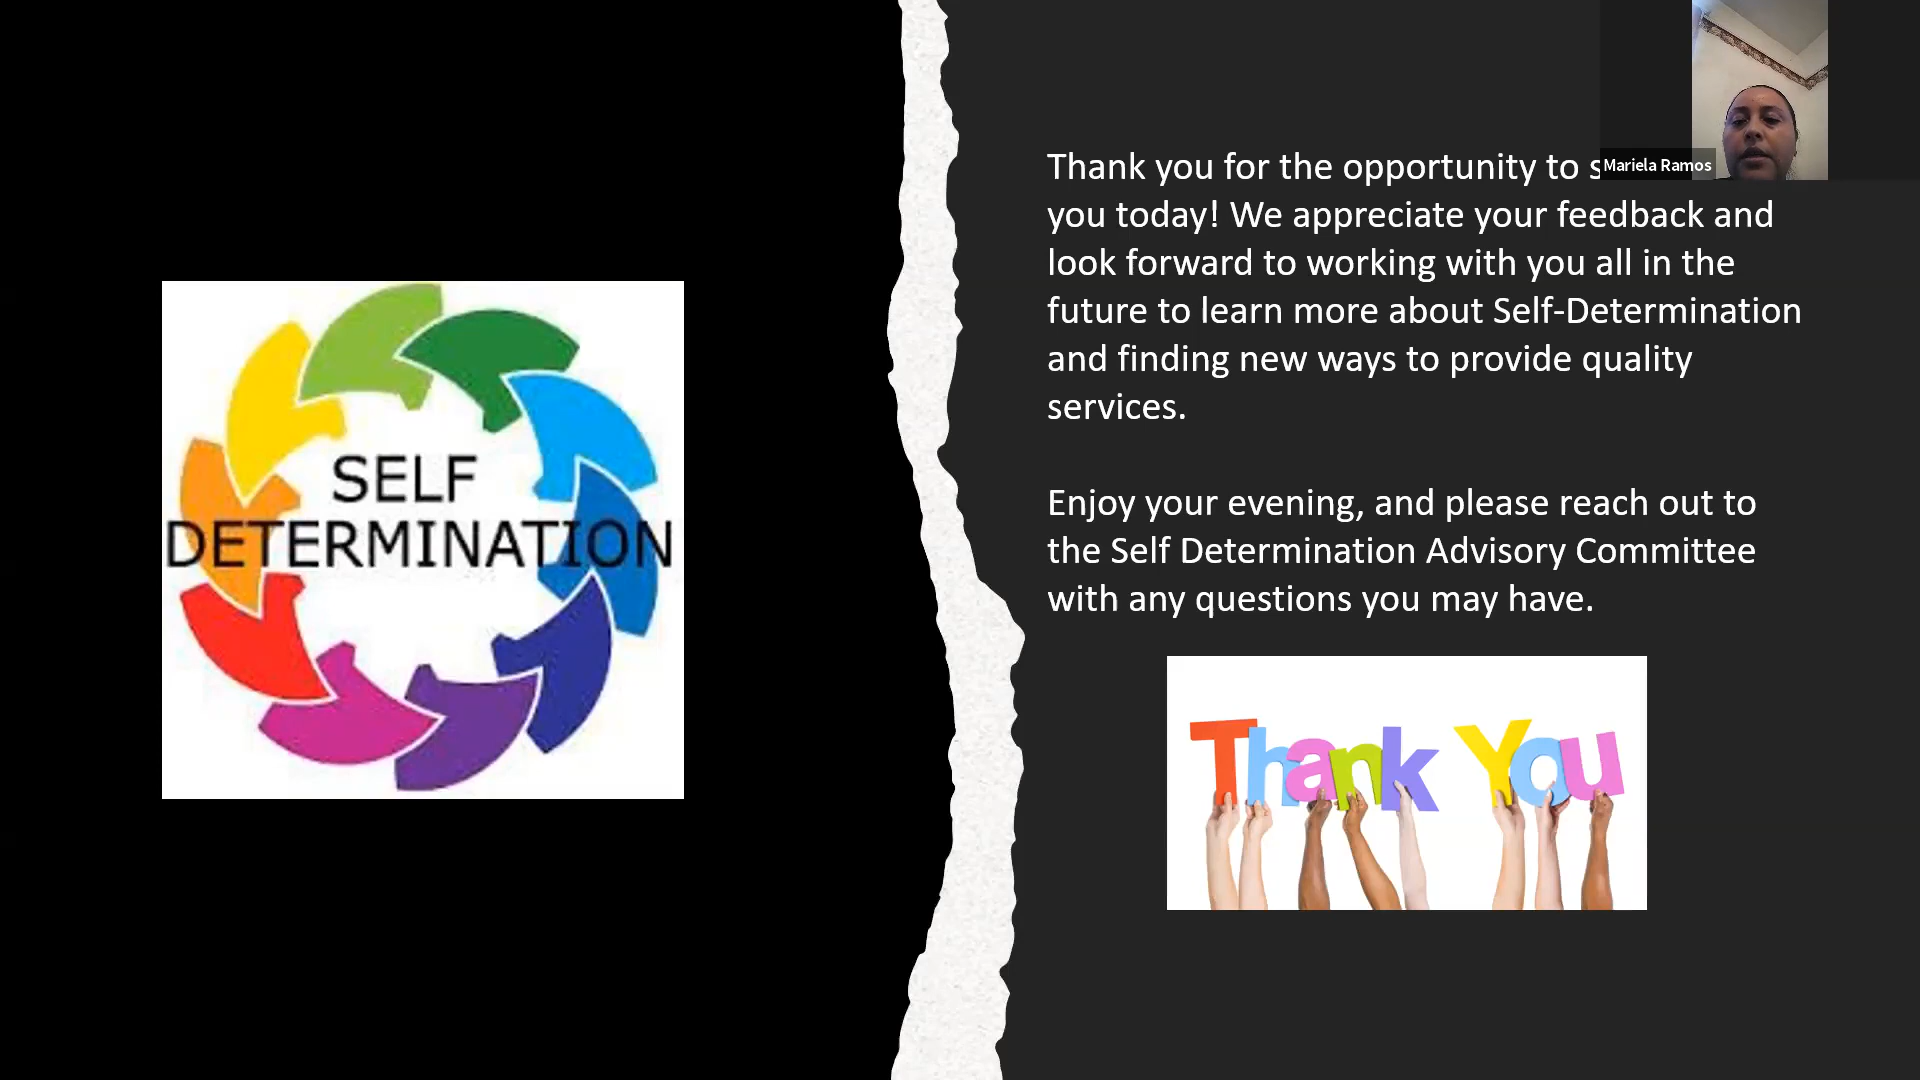 SELF
DETERMINATION
Thank you for the opportunity to
Mariela Ramos
you today! We appreciate your feedback and
look forward to working with you all in the
future to learn more about Self-Determination
and finding new ways to provide quality
services.
Enjoy your evening, and please reach out to
the Self Determination Advisory Committee
with any questions you may have.
Thank You